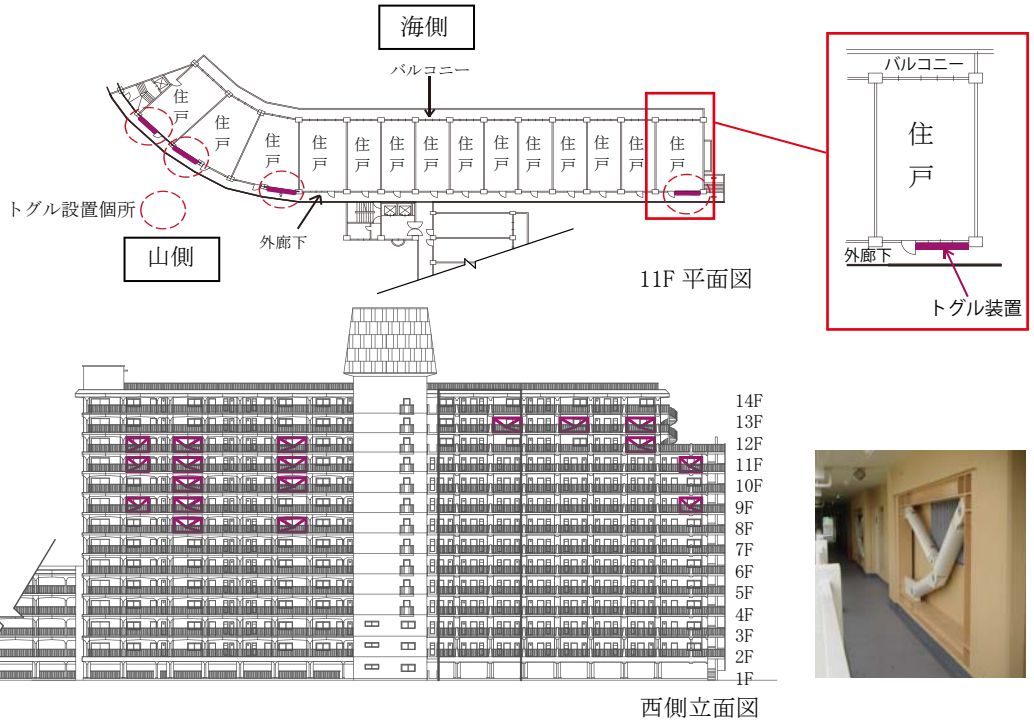 海側
バルコニー
住戸
住戸
住戸
住戸
住戸
住戸
住戸
住戸
住戸
住戸
住戸
住戸
トグル設置個所
外廊下
山側
11F 平面図
バルコニー
住戸
外廊下
トグル装置
14F
13F
12F
11F
10F
9F
8F
7F
6F
5F
4F
3F
2F
1F
西側立面図